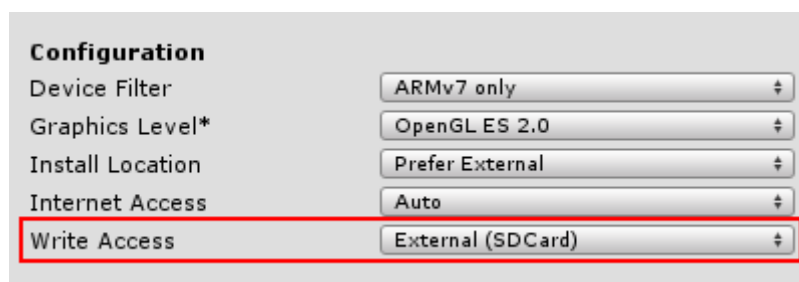 Configuration
Device Filter ARMv7 only
Graphics Level* OpenGL ES 2.0
Install Location Prefer External
Internet Access Auto
Write Access External (SDCard)